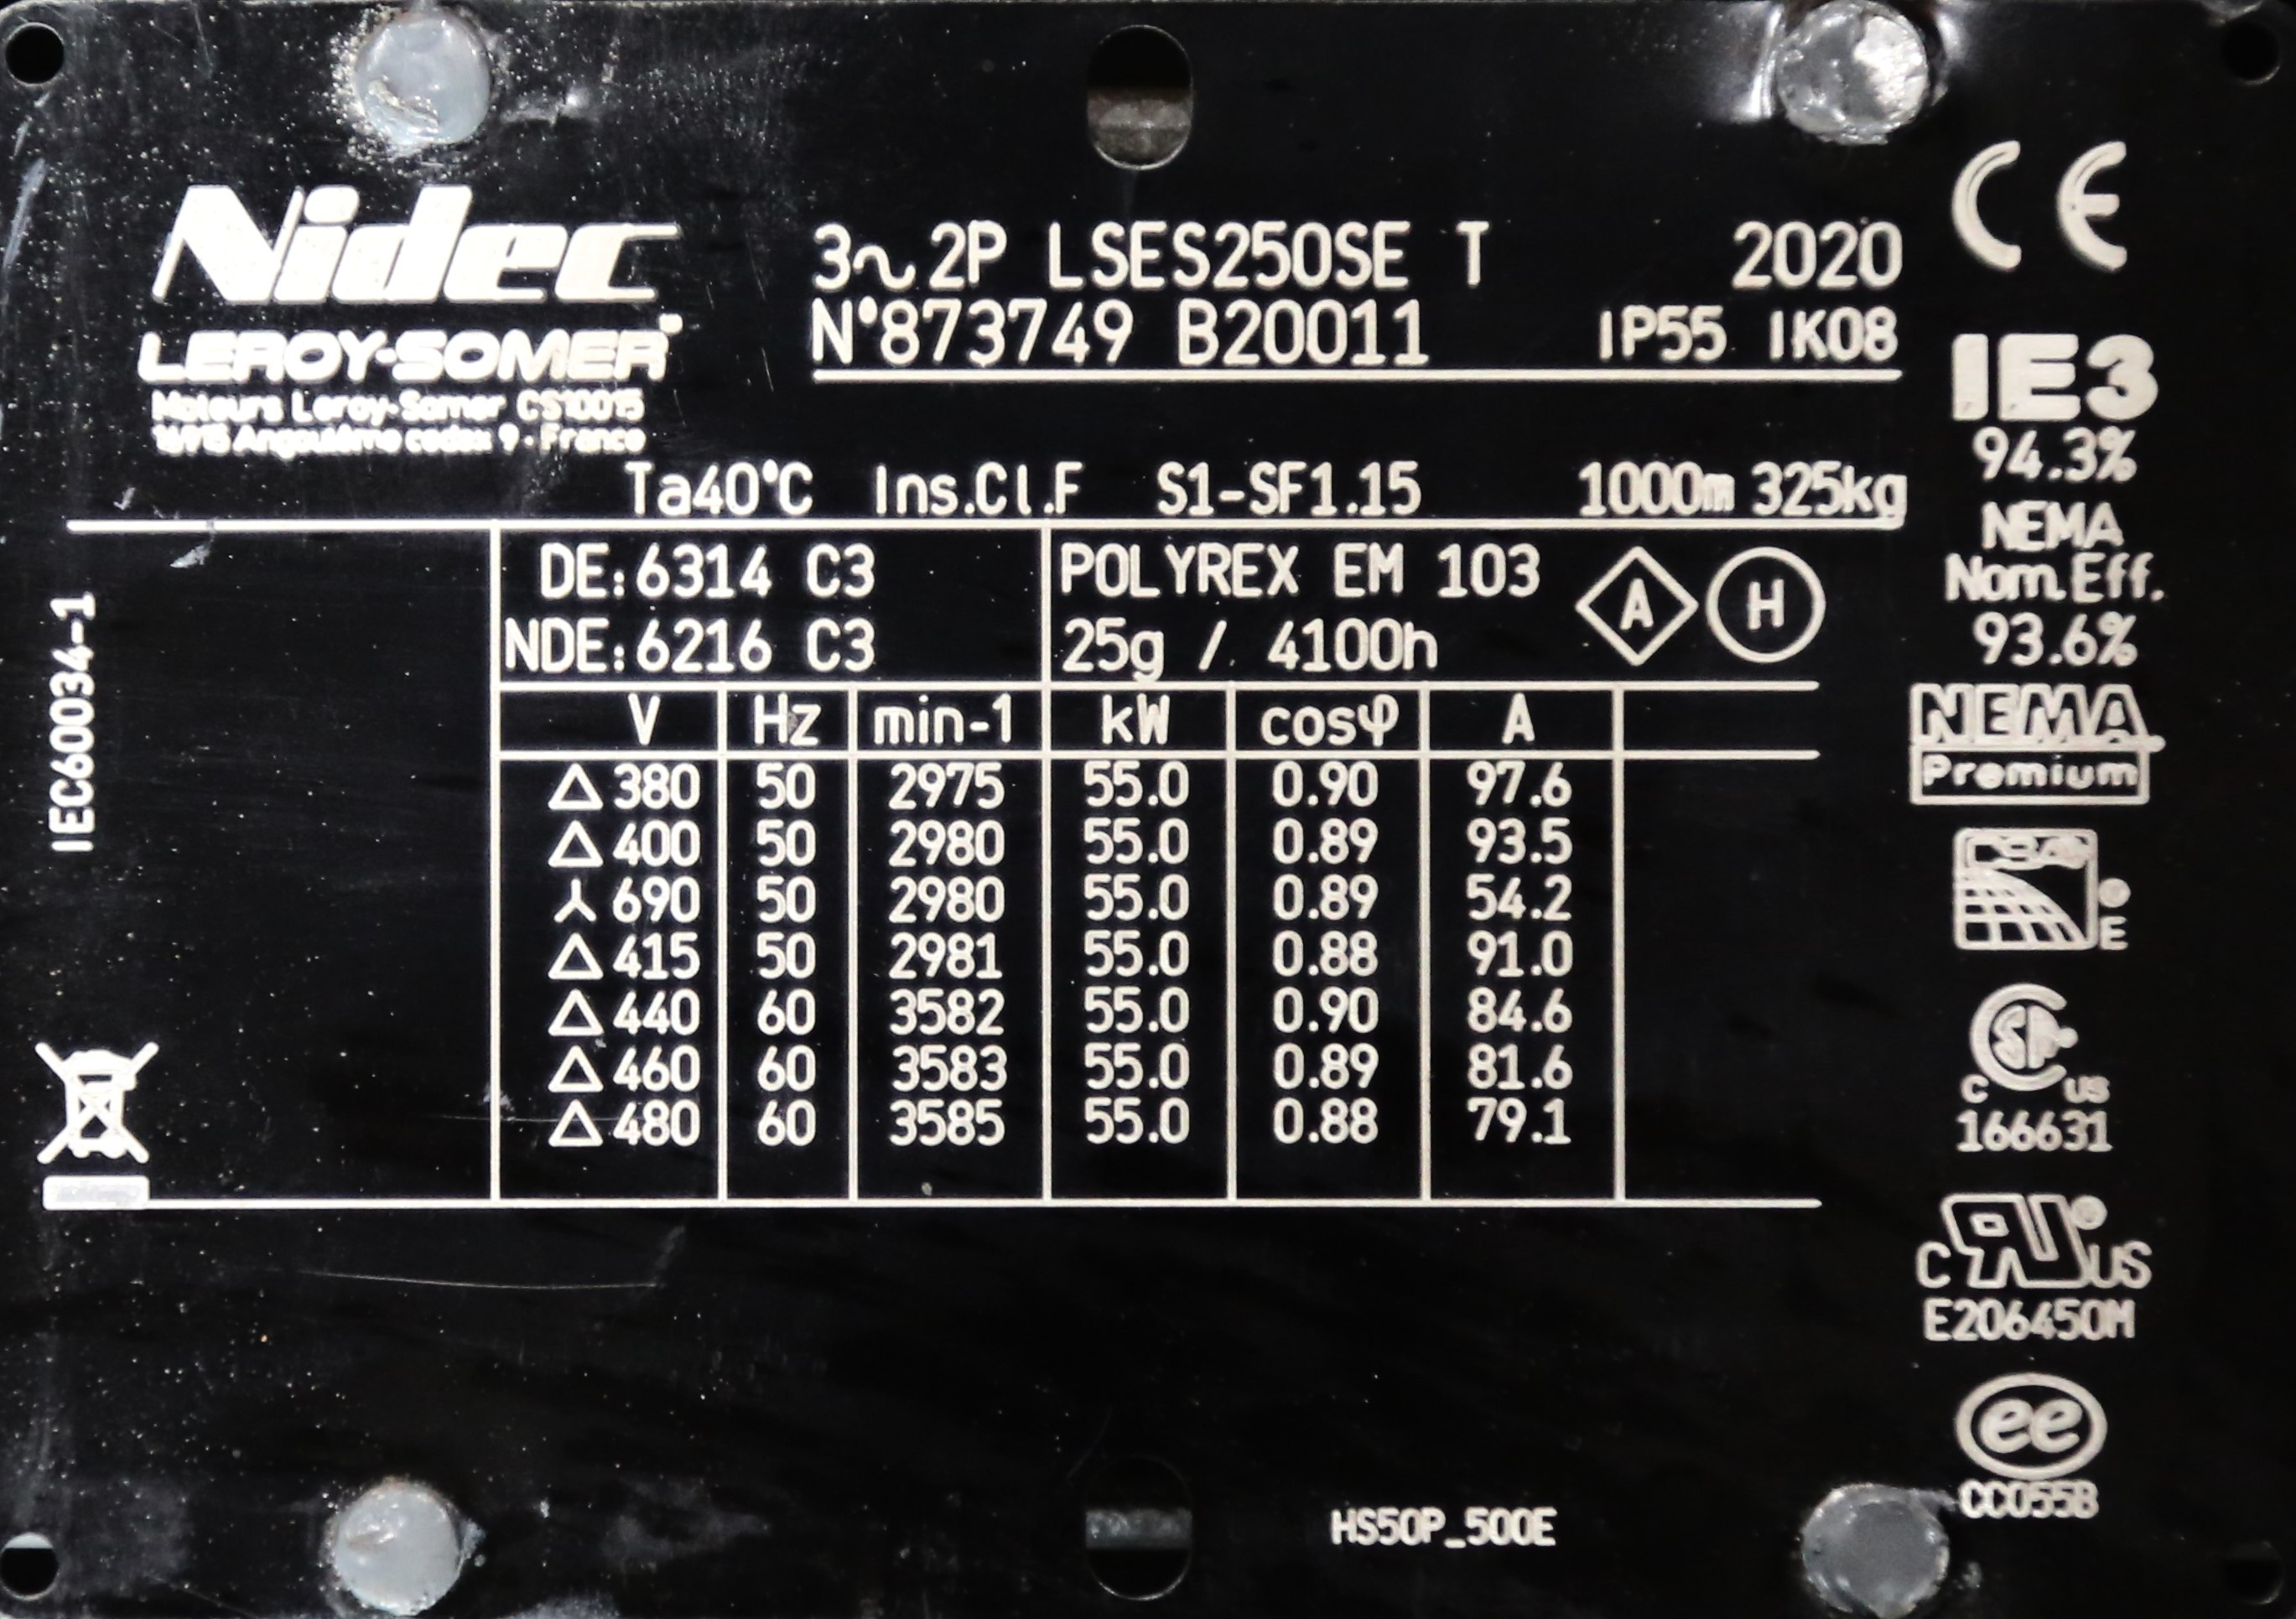 Nidec
LEROY-SOMER
Moteurs Leroy-Somer CS10015
16915 Angoulême cedex 9 - France
3~2P LSES250SE T 2020
N°873749 B20011 IP55 IK08
Ta40°C Ins.Cl.F S1-SF1.15 1000m 325kg
DE:6314 C3 POLYREX EM 103 A H
NDE:6216 C3 25g / 4100h
V Hz min-1 kW cosφ A
Δ 380 50 2975 55.0 0.90 97.6
Δ 400 50 2980 55.0 0.89 93.5
⅄ 690 50 2980 55.0 0.89 54.2
Δ 415 50 2981 55.0 0.88 91.0
Δ 440 60 3582 55.0 0.90 84.6
Δ 460 60 3583 55.0 0.89 81.6
Δ 480 60 3585 55.0 0.88 79.1
IEC60034-1
CE
IE3
94.3%
NEMA
Nom.Eff.
93.6%
NEMA
Premium
E
C US
166631
C US
E206450M
ee
CC055B
HS50P_500E